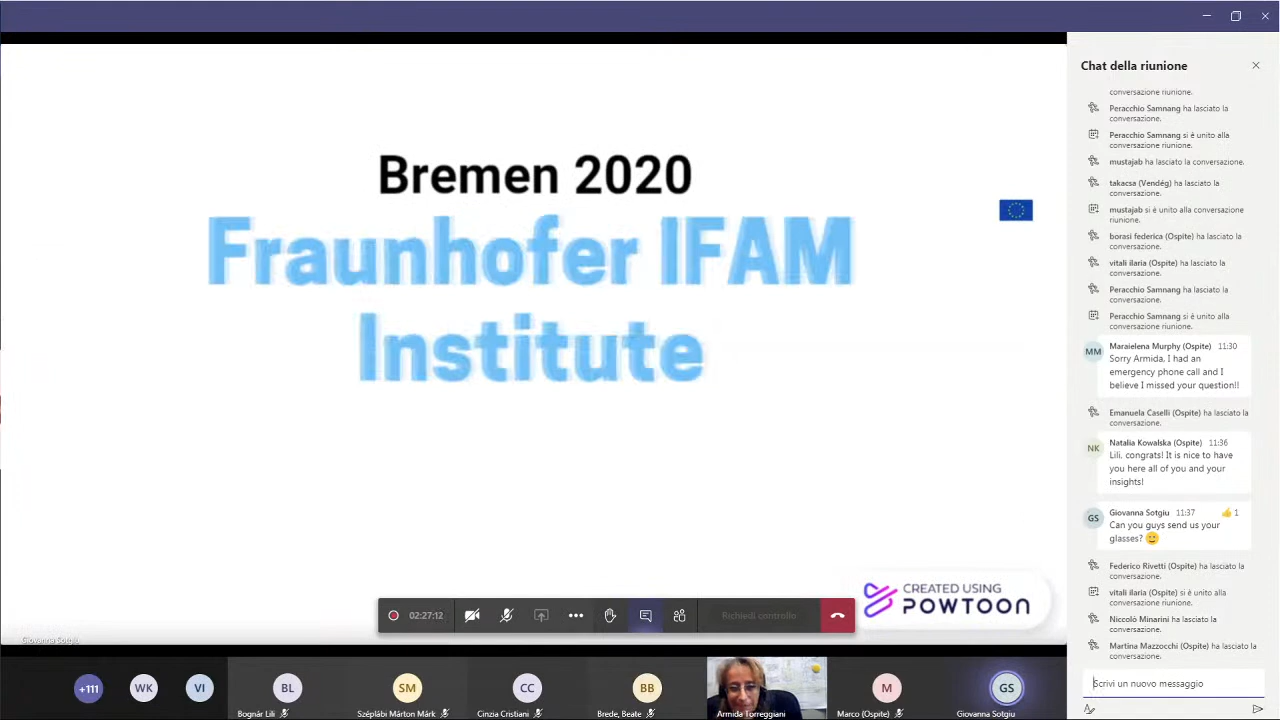 Bremen 2020
Fraunhofer IFAM
Institute
CREATED USING
POWTOON
Giovanna Sotgiu
02:27:12
Richiedi controllo
+111
WK
VI
BL
Bognár Lili
SM
Széplábi Márton Márk
CC
Cinzia Cristiani
BB
Brede, Beate
Armida Torreggiani
M
Marco (Ospite)
GS
Giovanna Sotgiu
Chat della riunione
conversazione riunione.
Peracchio Samnang ha lasciato la
conversazione.
Peracchio Samnang si è unito alla
conversazione riunione.
mustajab ha lasciato la conversazione.
takacsa (Vendég) ha lasciato la
conversazione.
mustajab si è unito alla conversazione
riunione.
borasi federica (Ospite) ha lasciato la
conversazione.
vitali ilaria (Ospite) ha lasciato la
conversazione.
Peracchio Samnang ha lasciato la
conversazione.
Peracchio Samnang si è unito alla
conversazione riunione.
MM
Maraielena Murphy (Ospite) 11:30
Sorry Armida, I had an
emergency phone call and I
believe I missed your question!!
Emanuela Caselli (Ospite) ha lasciato la
conversazione.
NK
Natalia Kowalska (Ospite) 11:36
Lili, congrats! It is nice to have
you here all of you and your
insights!
GS
Giovanna Sotgiu 11:37 👍 1
Can you guys send us your
glasses? 😊
Federico Rivetti (Ospite) ha lasciato la
conversazione.
vitali ilaria (Ospite) si è unito alla
conversazione riunione.
Niccolò Minarini ha lasciato la
conversazione.
Martina Mazzocchi (Ospite) ha lasciato la
conversazione.
Scrivi un nuovo messaggio